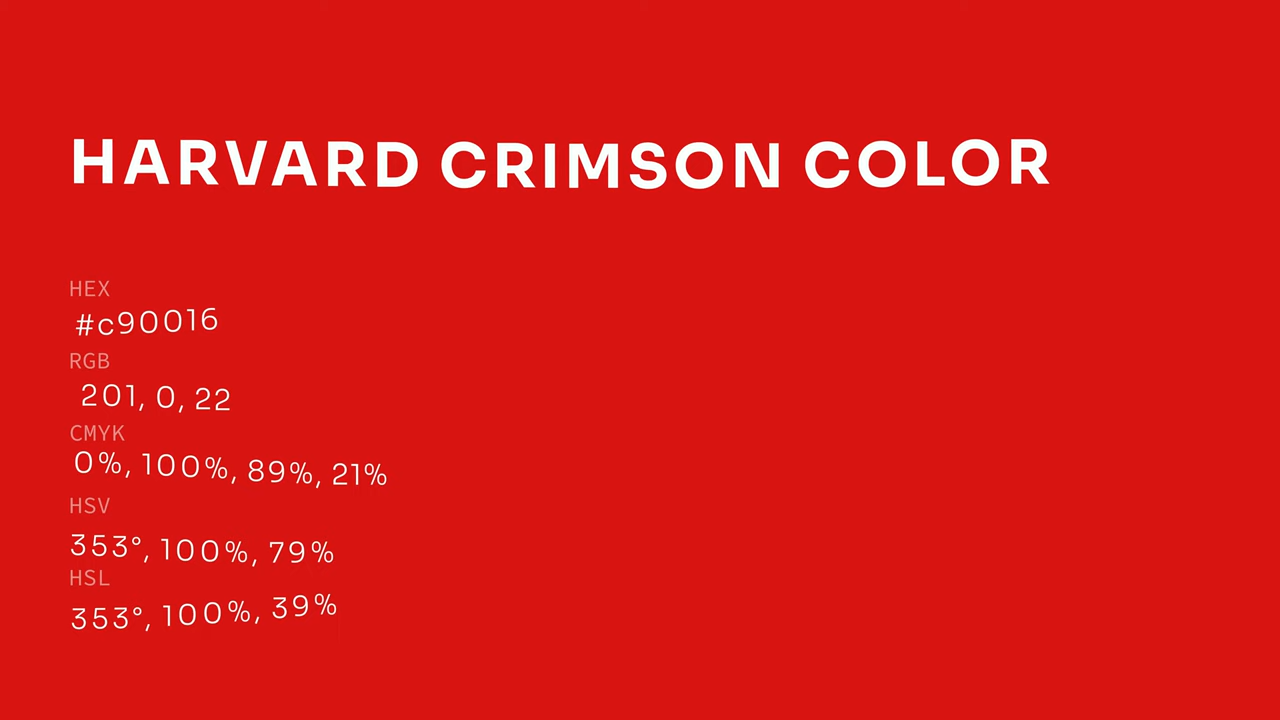 HARVARD CRIMSON COLOR
HEX
#c90016
RGB
201, 0, 22
CMYK
0%, 100%, 89%, 21%
HSV
353°, 100%, 79%
HSL
353°, 100%, 39%